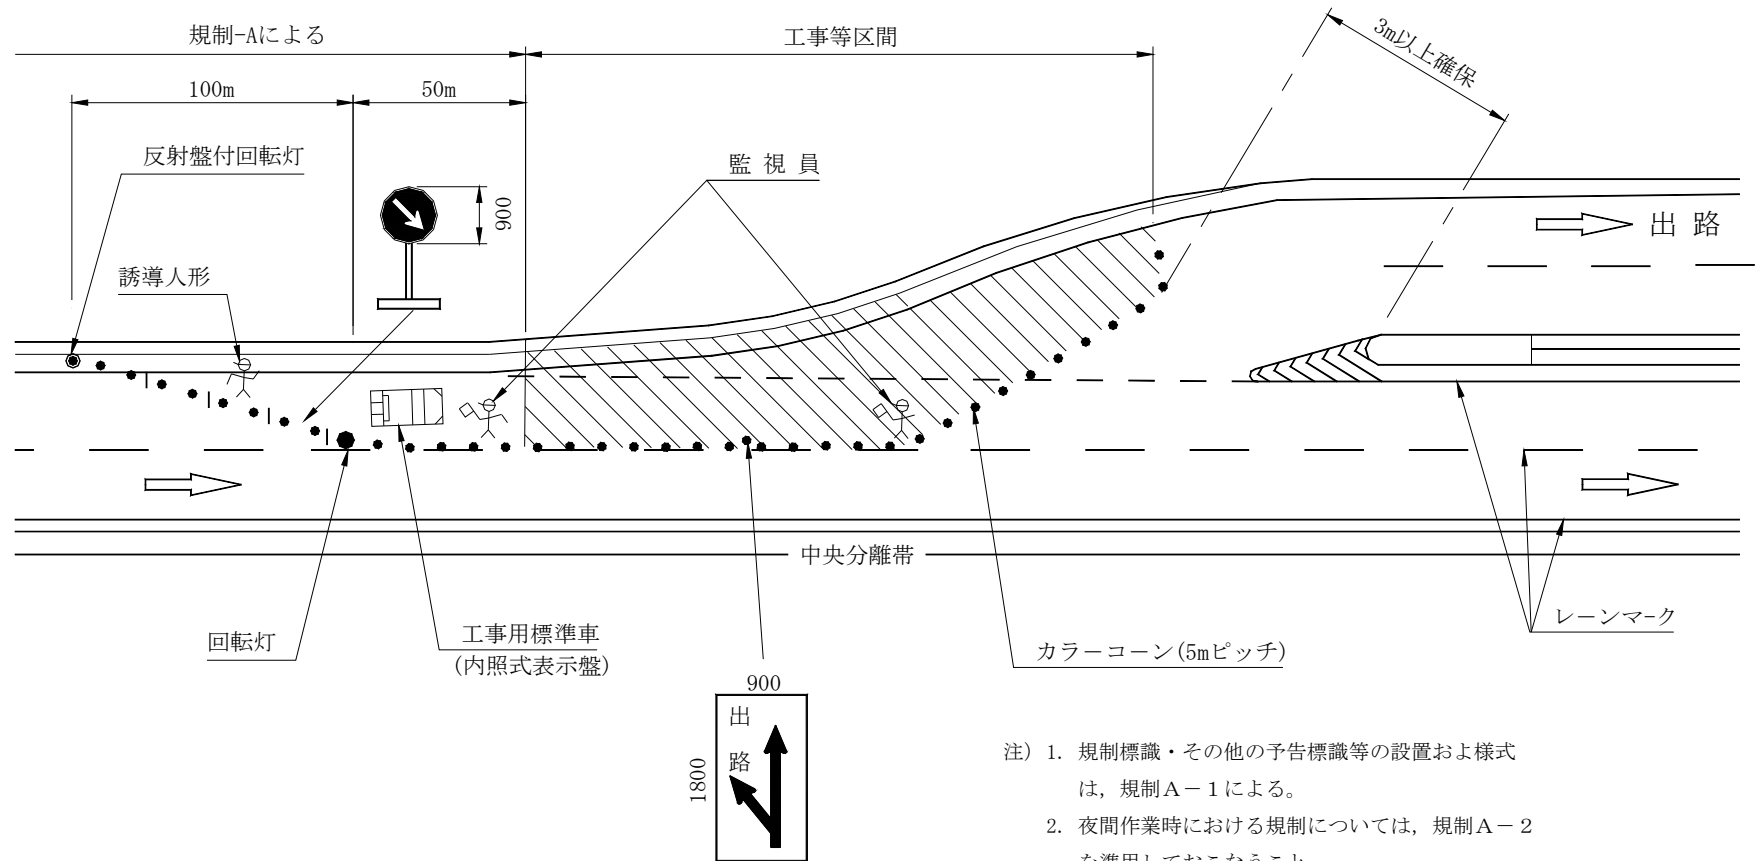 規制-Aによる
工事等区間
3m以上確保
100m
50m
反射盤付回転灯
監 視 員
900
誘導人形
出 路
中央分離帯
回転灯
工事用標準車
(内照式表示盤)
カラーコーン(5mピッチ)
レーンマーク
900
1800
出
路
注) 1. 規制標識・その他の予告標識等の設置およ様式
は, 規制A-1による。
2. 夜間作業時における規制については, 規制A-2